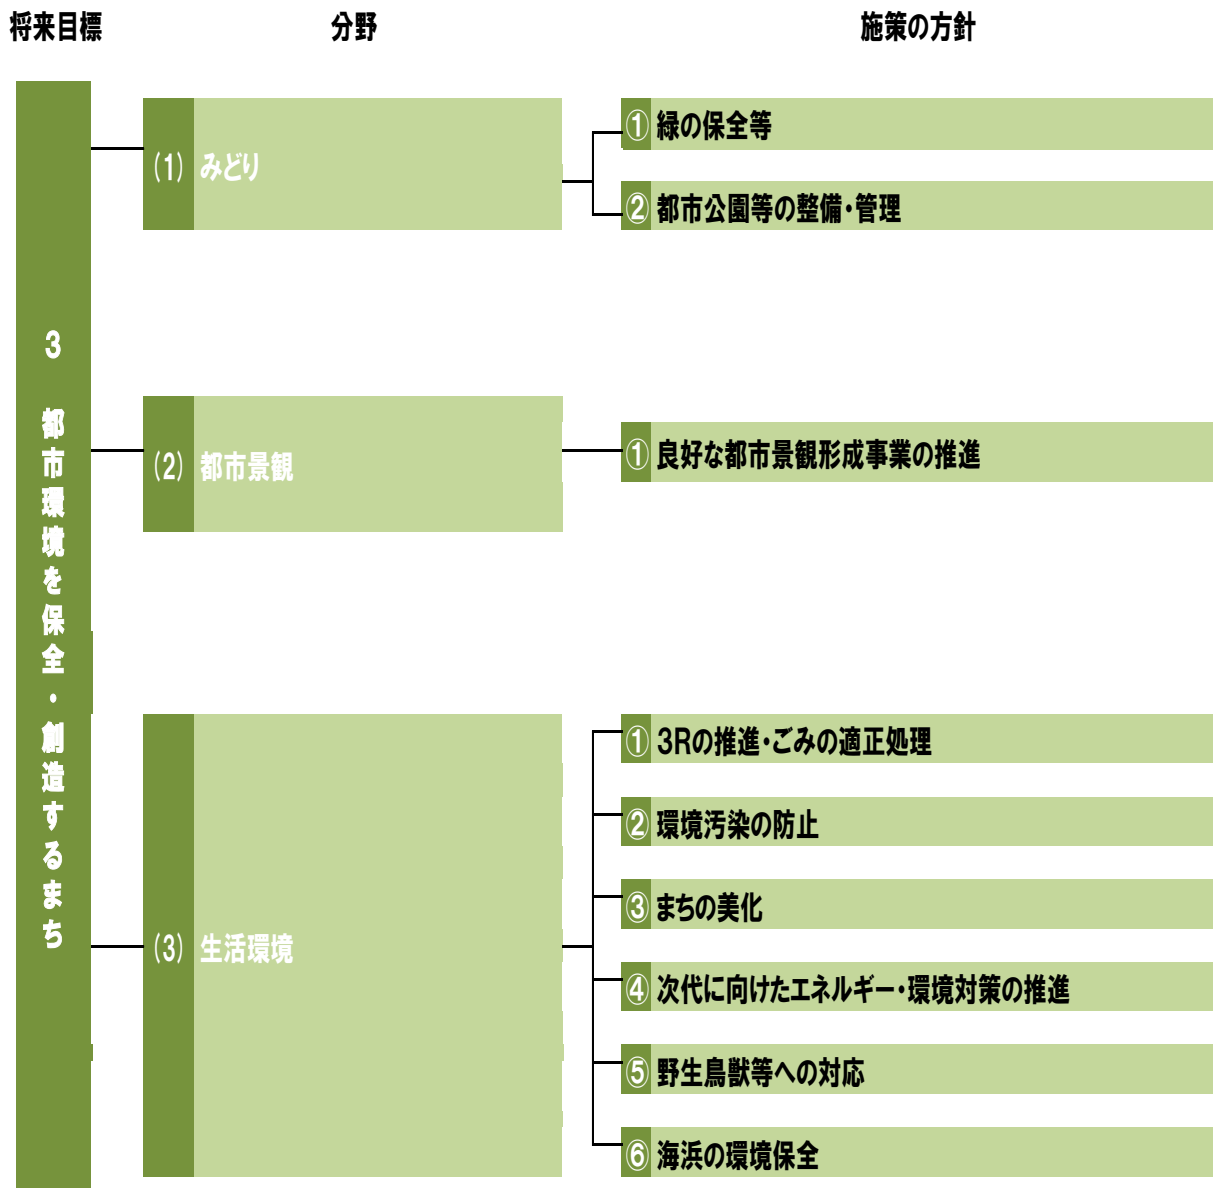 将来目標 分野 施策の方針
3 都市環境を保全・創造するまち
(1) みどり
① 緑の保全等
② 都市公園等の整備・管理
(2) 都市景観
① 良好な都市景観形成事業の推進
(3) 生活環境
① 3Rの推進・ごみの適正処理
② 環境汚染の防止
③ まちの美化
④ 次代に向けたエネルギー・環境対策の推進
⑤ 野生鳥獣等への対応
⑥ 海浜の環境保全